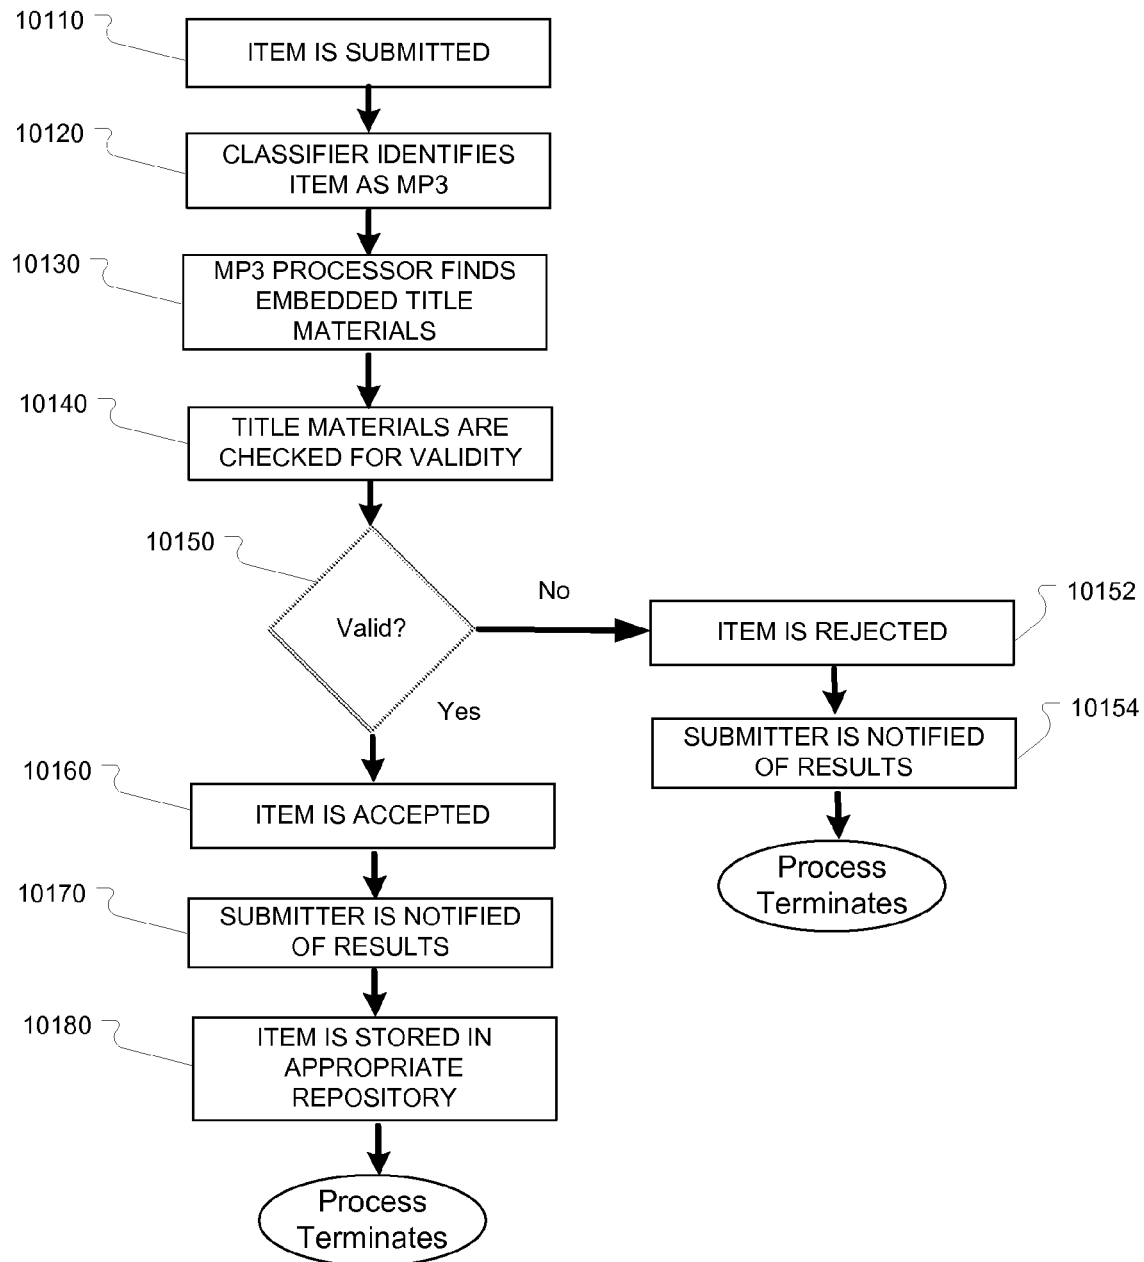 10110
ITEM IS SUBMITTED
10120
CLASSIFIER IDENTIFIES
ITEM AS MP3
10130
MP3 PROCESSOR FINDS
EMBEDDED TITLE
MATERIALS
10140
TITLE MATERIALS ARE
CHECKED FOR VALIDITY
10150
Valid?
No
Yes
10152
ITEM IS REJECTED
10154
SUBMITTER IS NOTIFIED
OF RESULTS
Process
Terminates
10160
ITEM IS ACCEPTED
10170
SUBMITTER IS NOTIFIED
OF RESULTS
10180
ITEM IS STORED IN
APPROPRIATE
REPOSITORY
Process
Terminates